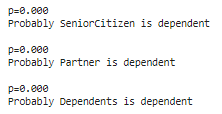 p=0.000
Probably SeniorCitizen is dependent
p=0.000
Probably Partner is dependent
p=0.000
Probably Dependents is dependent